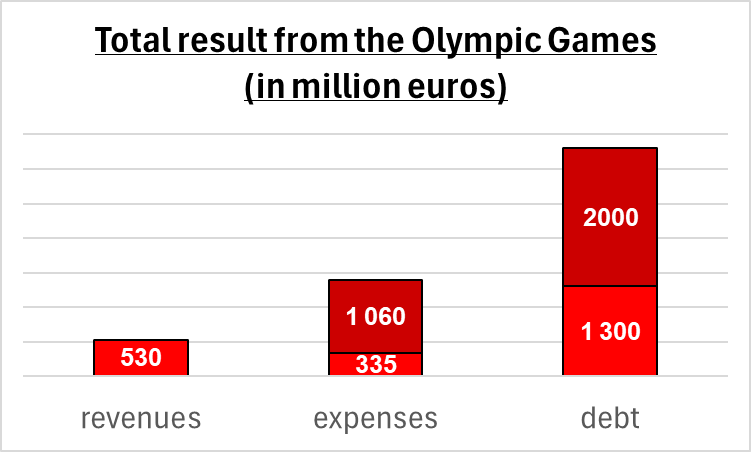 Total result from the Olympic Games
(in million euros)
2000
1 060
1 300
530
335
revenues
expenses
debt